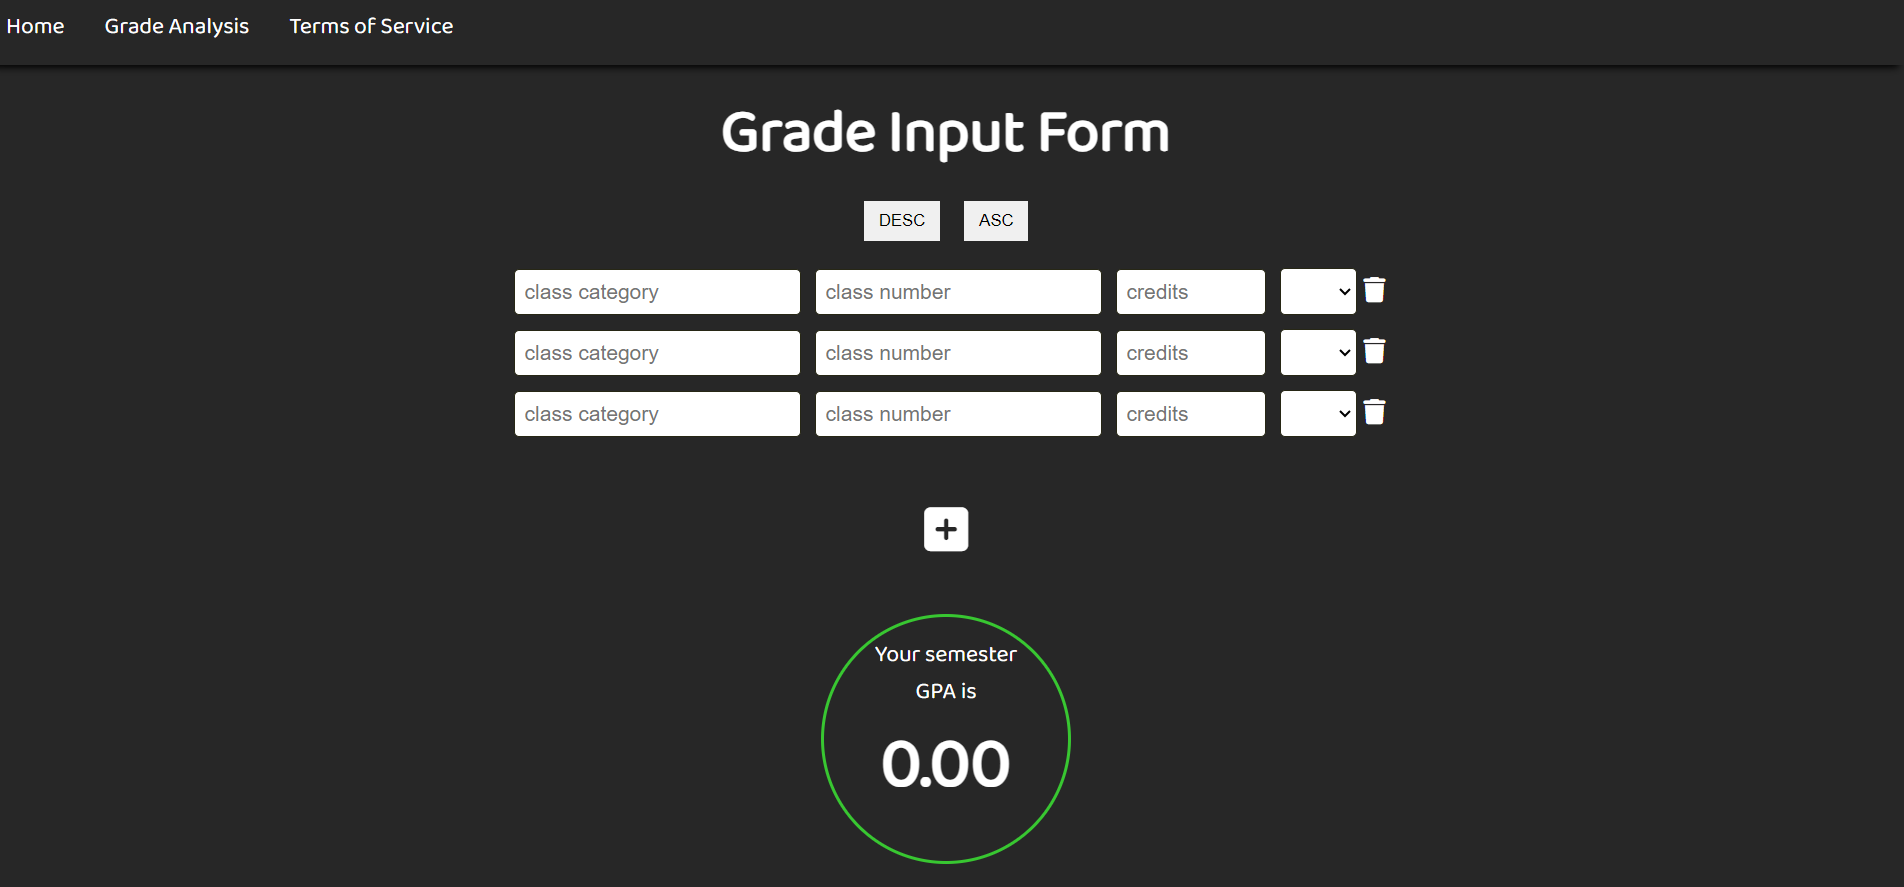 Home Grade Analysis Terms of Service
Grade Input Form
DESC ASC
class category class number credits
class category class number credits
class category class number credits
Your semester
GPA is
0.00